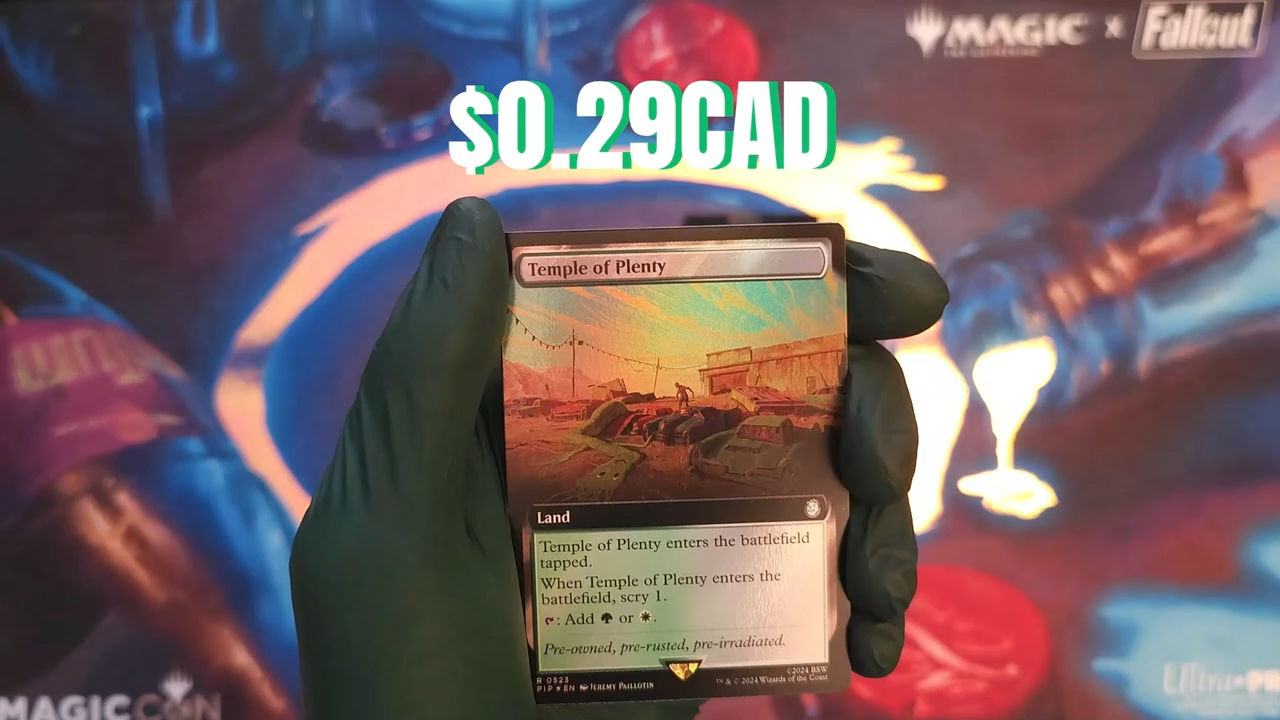 MAGIC X Fallout
THE GATHERING
$0.29CAD
Temple of Plenty
Land
Temple of Plenty enters the battlefield
tapped.
When Temple of Plenty enters the
battlefield, scry 1.
: Add or .
Pre-owned, pre-rusted, pre-irradiated.
R 0523
PIP★EN JEREMY PAILLOTIN
©2024 BSW
™ & © 2024 Wizards of the Coast
MAGICCON
Ultra•PR